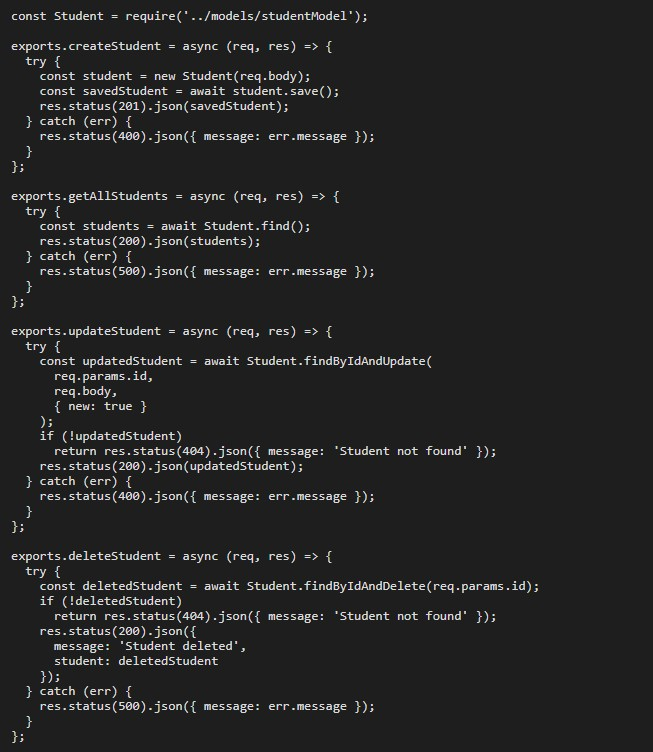 const Student = require('../models/studentModel');

exports.createStudent = async (req, res) => {
  try {
    const student = new Student(req.body);
    const savedStudent = await student.save();
    res.status(201).json(savedStudent);
  } catch (err) {
    res.status(400).json({ message: err.message });
  }
};

exports.getAllStudents = async (req, res) => {
  try {
    const students = await Student.find();
    res.status(200).json(students);
  } catch (err) {
    res.status(500).json({ message: err.message });
  }
};

exports.updateStudent = async (req, res) => {
  try {
    const updatedStudent = await Student.findByIdAndUpdate(
      req.params.id,
      req.body,
      { new: true }
    );
    if (!updatedStudent)
      return res.status(404).json({ message: 'Student not found' });
    res.status(200).json(updatedStudent);
  } catch (err) {
    res.status(400).json({ message: err.message });
  }
};

exports.deleteStudent = async (req, res) => {
  try {
    const deletedStudent = await Student.findByIdAndDelete(req.params.id);
    if (!deletedStudent)
      return res.status(404).json({ message: 'Student not found' });
    res.status(200).json({
      message: 'Student deleted',
      student: deletedStudent
    });
  } catch (err) {
    res.status(500).json({ message: err.message });
  }
};